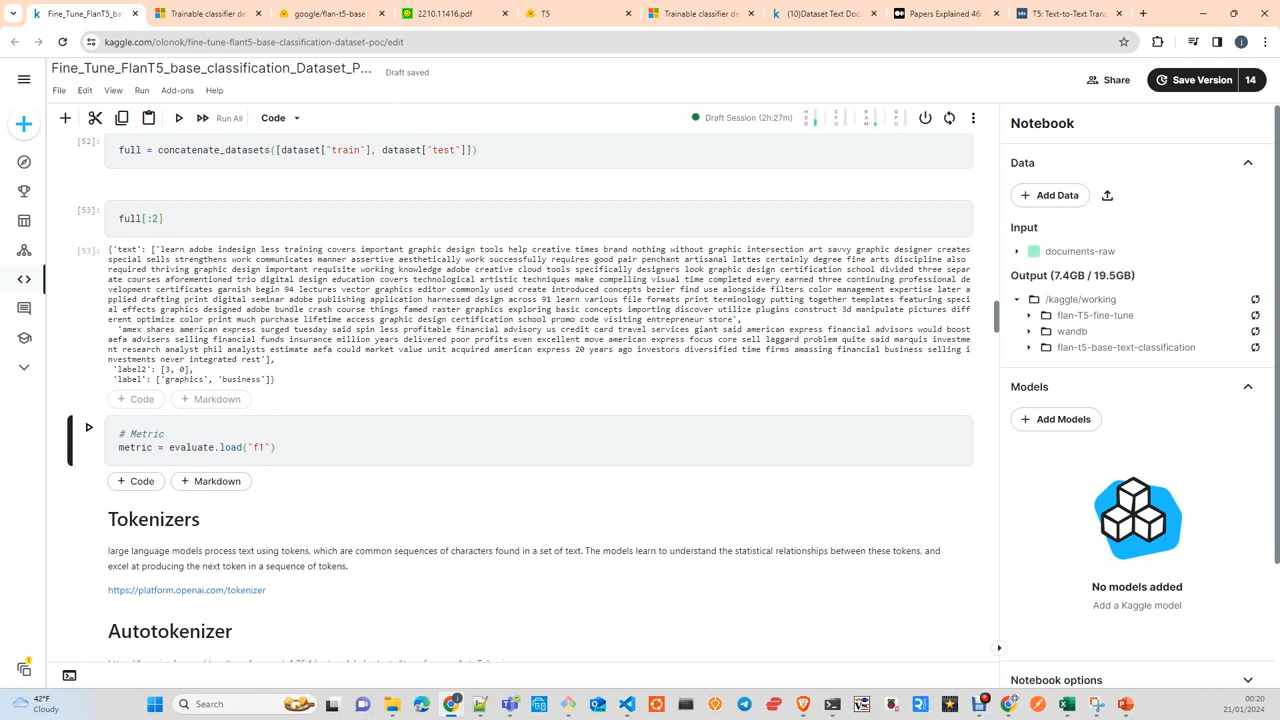 Fine_Tune_FlanT5_base_
Trainable classifier de
google/flan-t5-base
2210.11416.pdf
T5
Trainable classifier de
(10)Dataset Text Doc
Papers Explained 46:
T5: Text-to-Text Tran
kaggle.com/olonok/fine-tune-flant5-base-classification-dataset-poc/edit
Fine_Tune_FlanT5_base_classification_Dataset_P...
Draft saved
File Edit View Run Add-ons Help
Share
Save Version 14
Run All
Code
Draft Session (2h:27m)
HDD
CPU
RAM
GPU
Notebook
[52]:
full = concatenate_datasets([dataset["train"], dataset["test"]])
[53]:
full[:2]
[53]:
{'text': ['learn adobe indesign less training covers important graphic design tools help creative times brand nothing without graphic intersection art savvy graphic designer creates
special sells strengthens work communicates manner assertive aesthetically work successfully requires good pair penchant artisanal lattes certainly degree fine arts discipline also
required thriving graphic design important requisite working knowledge adobe creative cloud tools specifically designers look graphic design certification school divided three separ
ate courses aforementioned trio digital design education covers technological artistic techniques make compelling visual time completed every earned three continuing professional de
velopment certificates garnish begin 94 lectures vector graphics editor commonly used create introduced concepts bezier find use alongside filters color management expertise later a
pplied drafting print digital seminar adobe publishing application harnessed design across 91 learn various file formats print terminology putting together templates featuring speci
al effects graphics designed adobe bundle crash course things famed raster graphics exploring basic concepts importing discover utilize plugins construct 3d manipulate pictures diff
erent optimize color print much purchase lifetime access graphic design certification school promo code visiting entrepreneur store',
'amex shares american express surged tuesday said spin less profitable financial advisory us credit card travel services giant said american express financial advisors would boost
aefa advisers selling financial funds insurance million years delivered poor profits even excellent move american express focus core sell laggard problem quite said marquis investme
nt research analyst phil analysts estimate aefa could market value unit acquired american express 20 years ago investors diversified time firms amassing financial business selling i
nvestments never integrated rest'],
'label2': [3, 0],
'label': ['graphics', 'business']}
+ Code
+ Markdown
# Metric
metric = evaluate.load("f1")
+ Code
+ Markdown
Tokenizers
large language models process text using tokens, which are common sequences of characters found in a set of text. The models learn to understand the statistical relationships between these tokens, and
excel at producing the next token in a sequence of tokens.
https://platform.openai.com/tokenizer
Autotokenizer
Data
+ Add Data
Input
documents-raw
Output (7.4GB / 19.5GB)
/kaggle/working
flan-T5-fine-tune
wandb
flan-t5-base-text-classification
Models
+ Add Models
No models added
Add a Kaggle model
Notebook options
42°F
Cloudy
Search
00:20
21/01/2024